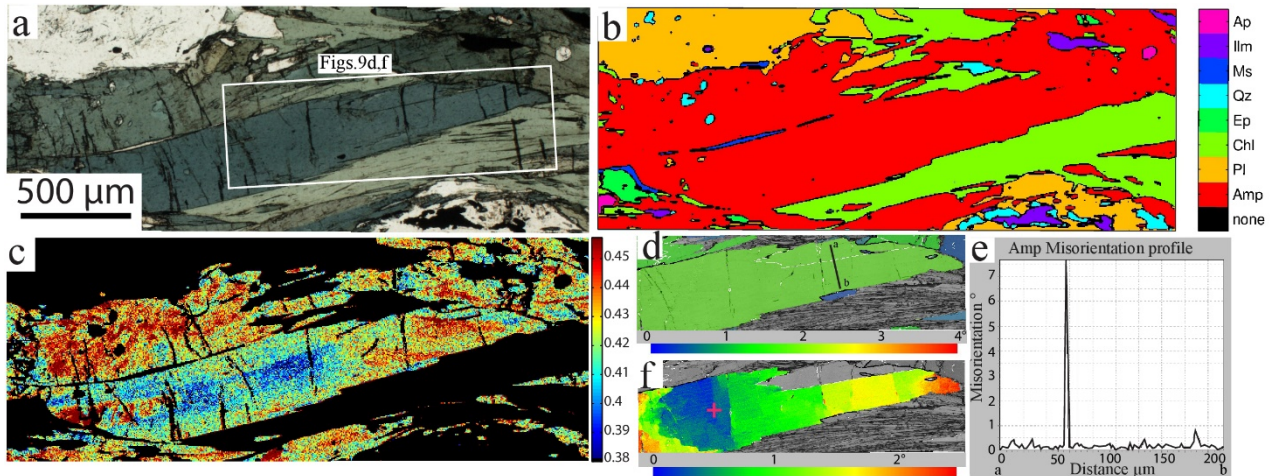 a
Figs.9d,f
500 µm
b
Ap
Ilm
Ms
Qz
Ep
Chl
Pl
Amp
none
c
0.45
0.44
0.43
0.42
0.41
0.4
0.39
0.38
d
a
b
0 1 2 3 4°
f
0 1 2°
e
Amp Misorientation profile
Misorientation °
7
6
5
4
3
2
1
0
0 50 100 150 200
a Distance µm b